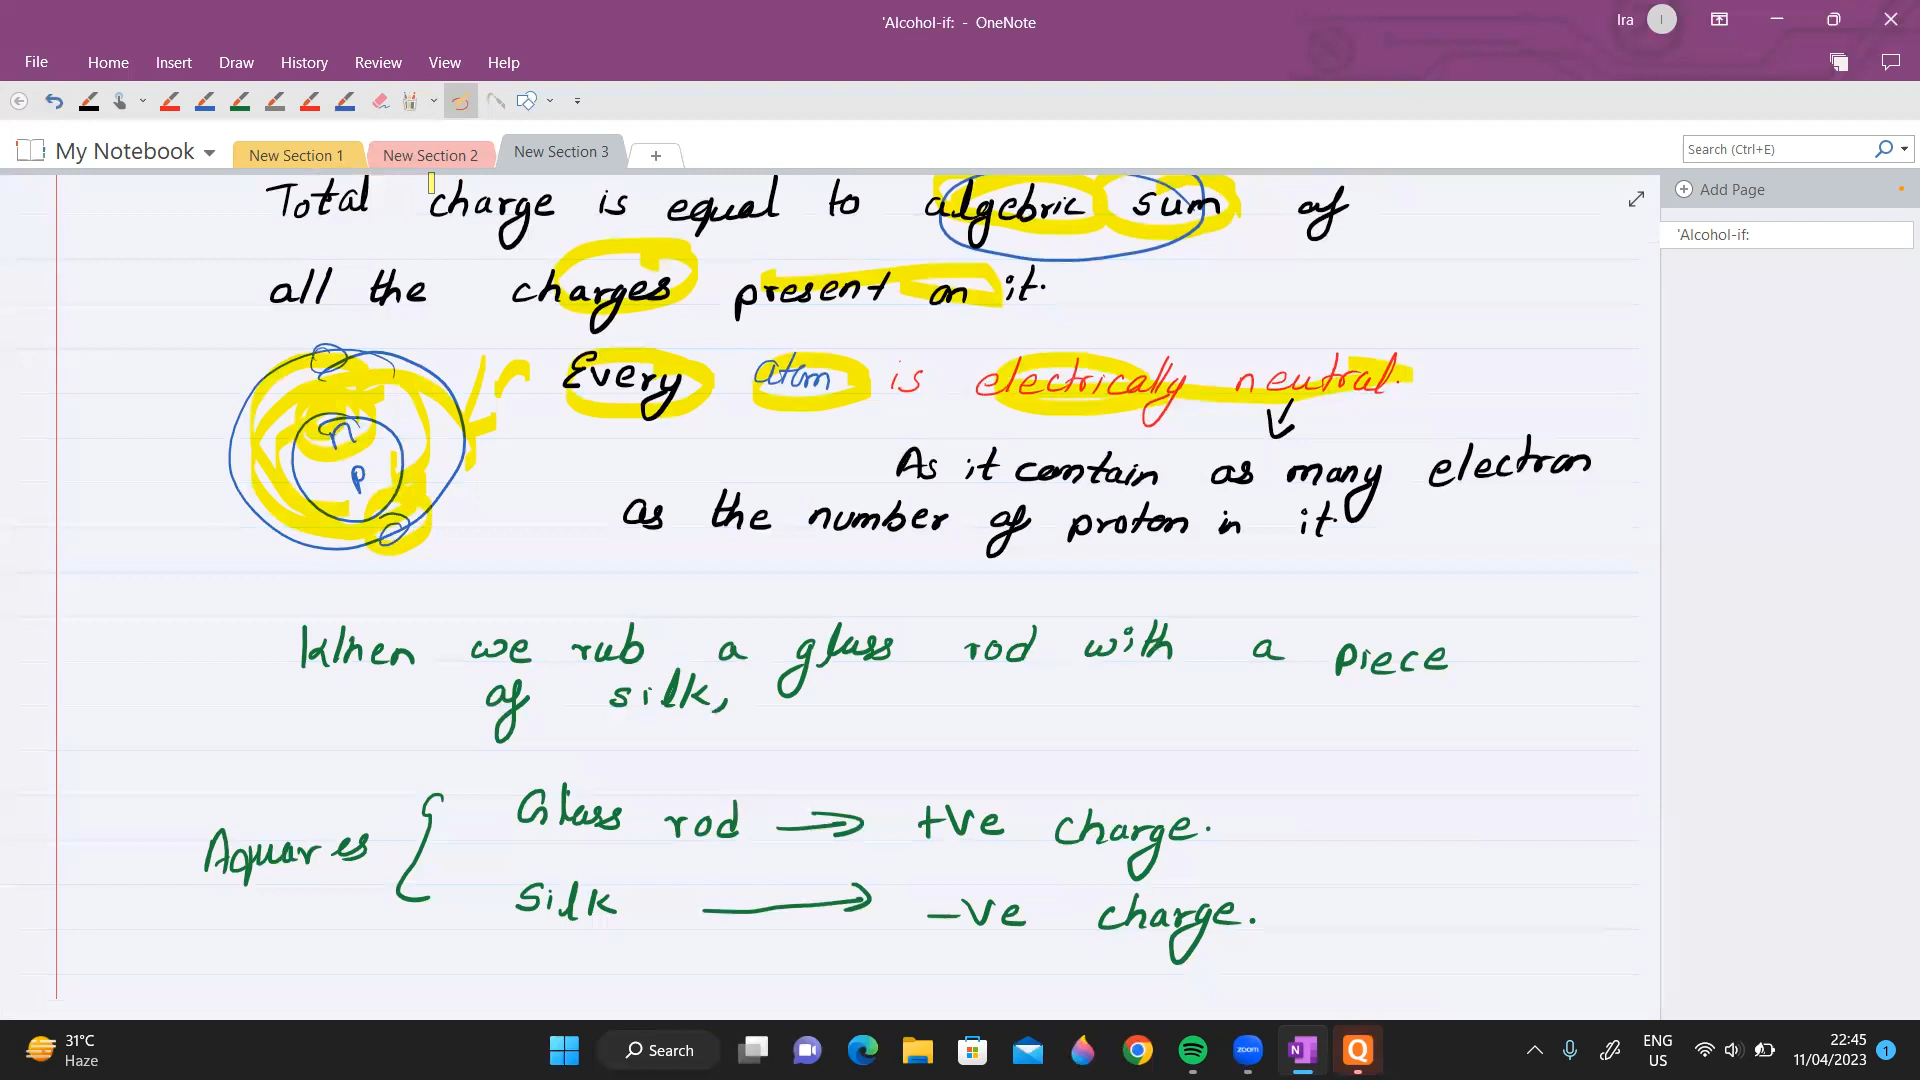 'Alcohol-if: - OneNote
Ira I
File Home Insert Draw History Review View Help
My Notebook New Section 1 New Section 2 New Section 3 +
Search (Ctrl+E)
Add Page
'Alcohol-if:
Total charge is equal to algebric sum of
all the charges present on it.
Every atom is electrically neutral.
n
p
As it contain as many electron
as the number of proton in it.
When we rub a glass rod with a piece
of silk,
Aquares
Glass rod → +ve charge.
Silk → -ve charge.
31°C
Haze
Search
zoom
N
Q
ENG
US
22:45
11/04/2023
1